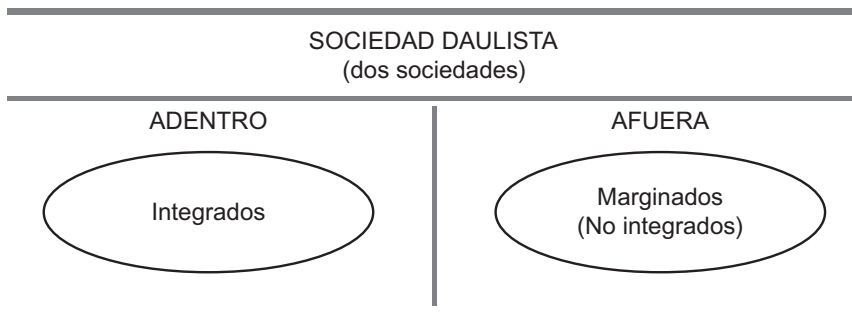 SOCIEDAD DAULISTA
(dos sociedades)
ADENTRO
AFUERA
Integrados
Marginados
(No integrados)